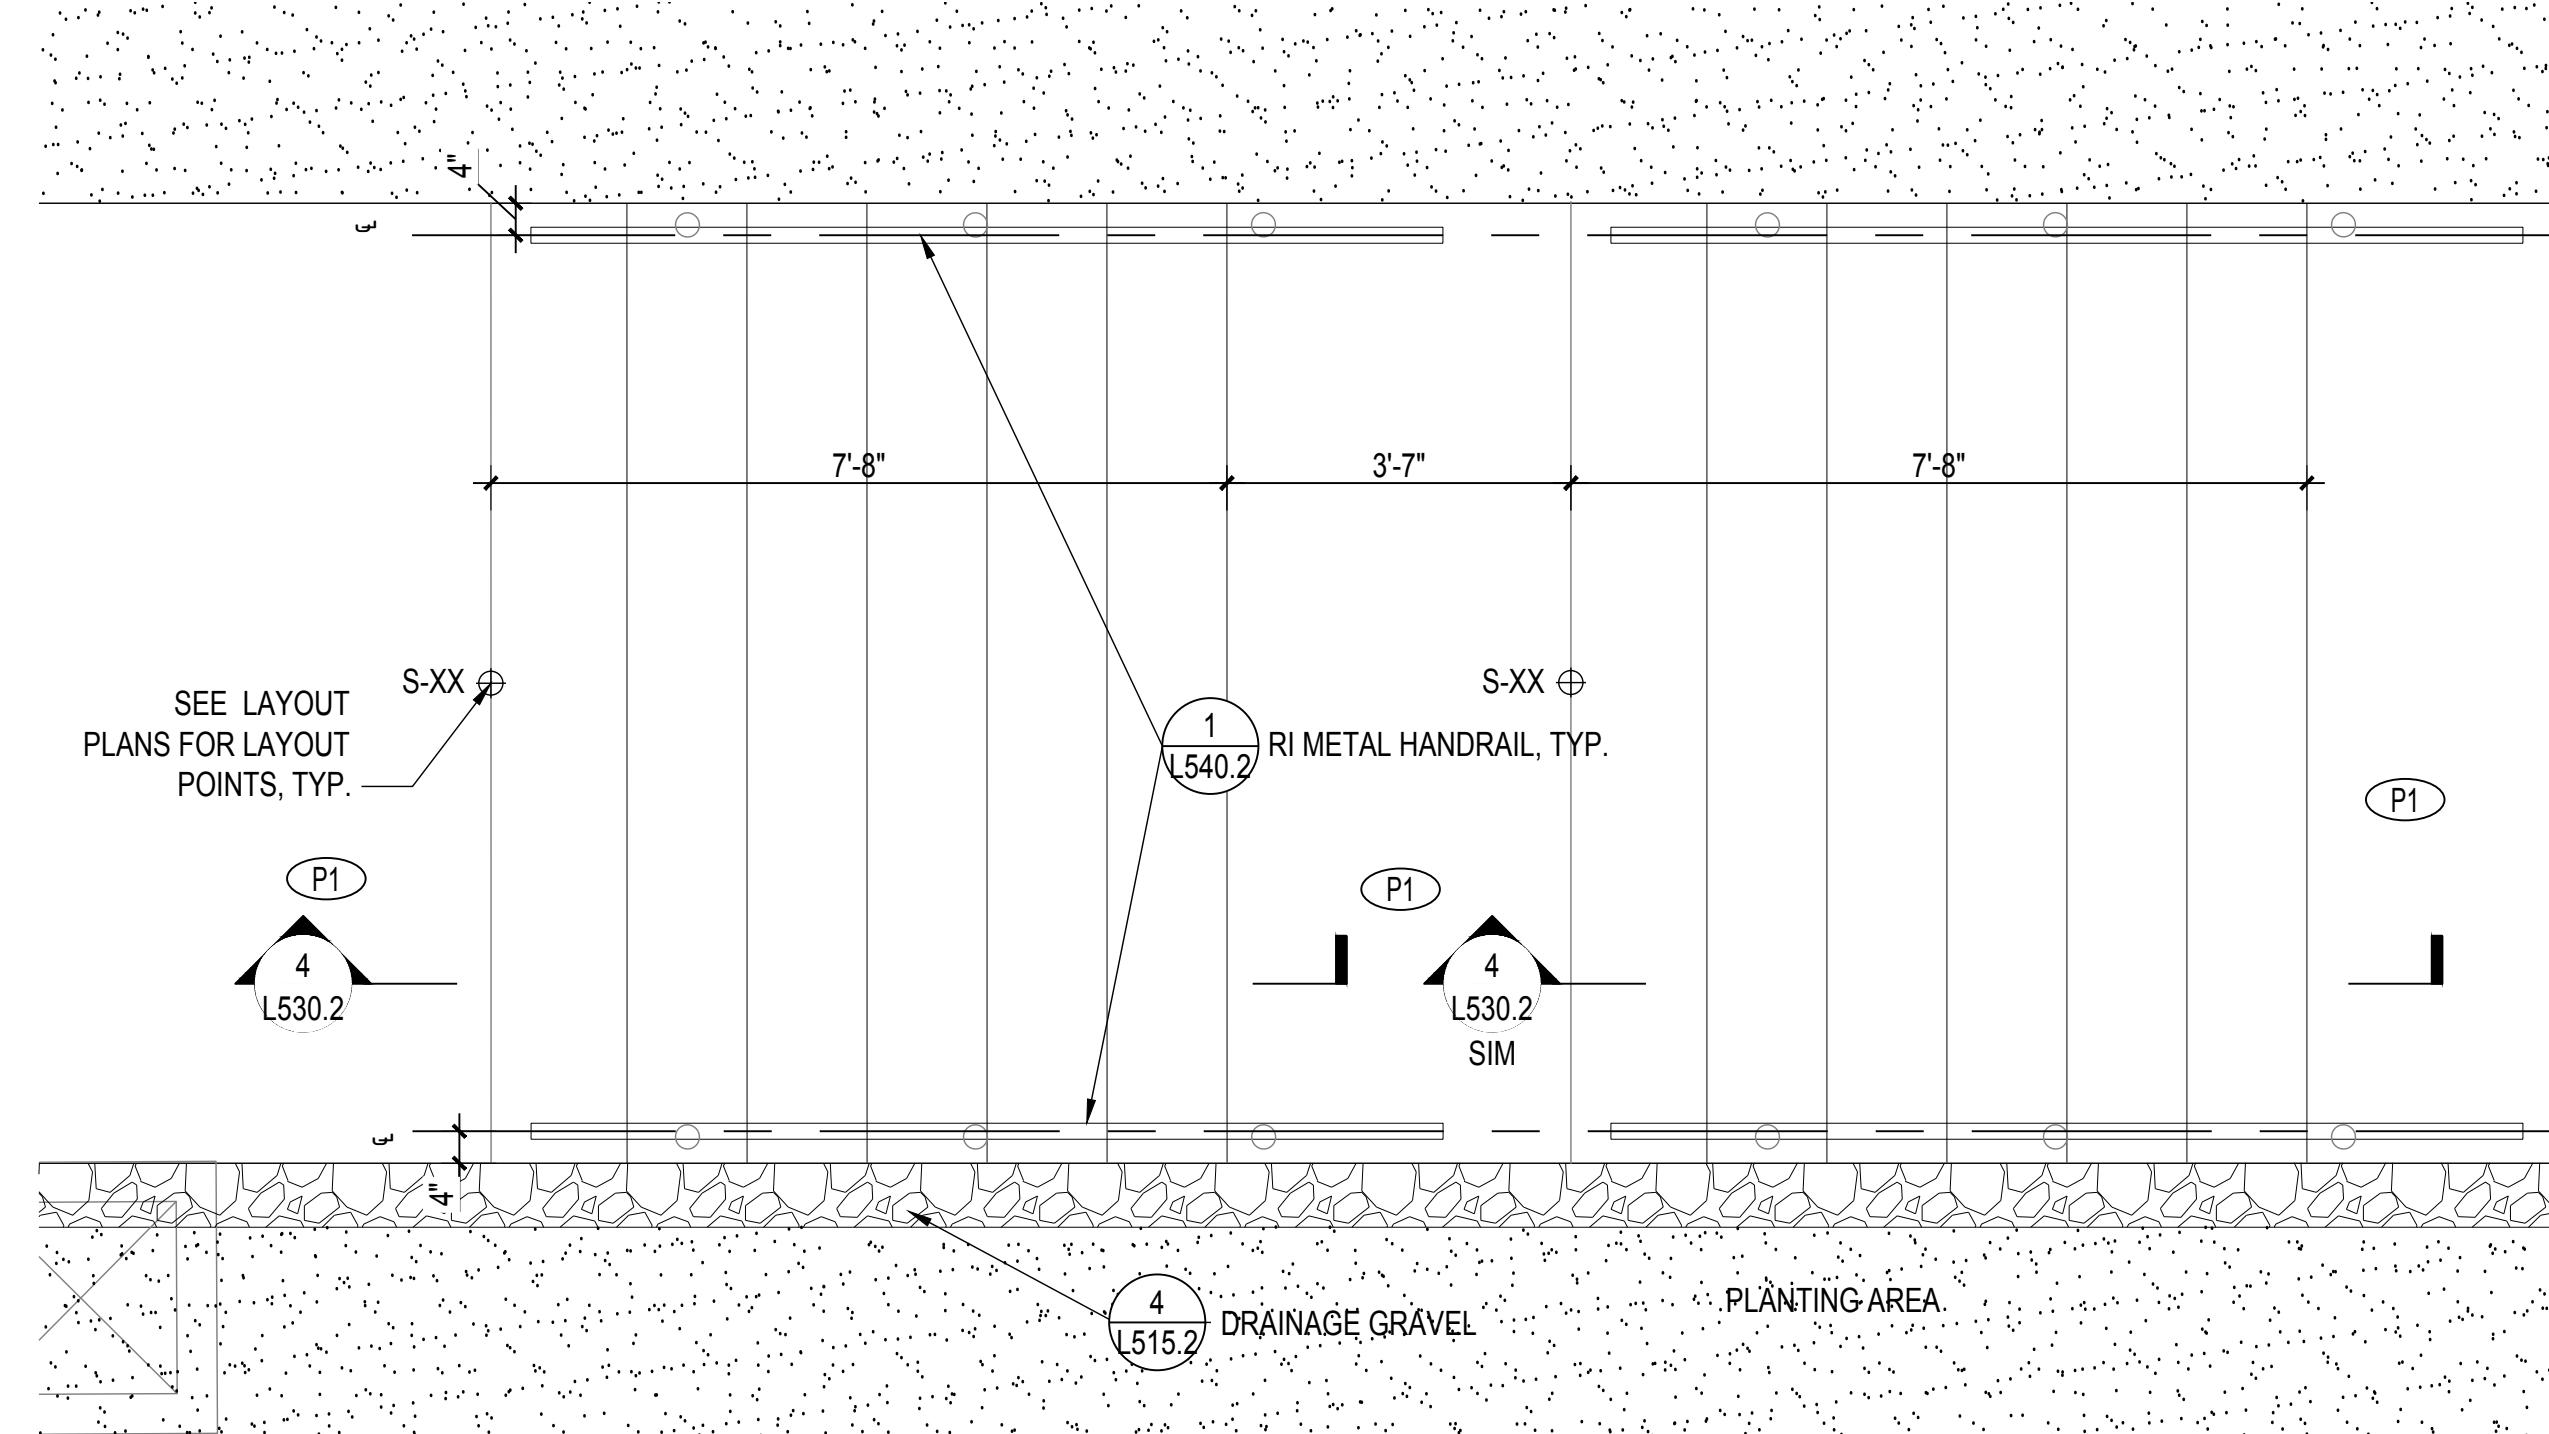 4"
7'-8"
3'-7"
7'-8"
S-XX
S-XX
SEE LAYOUT
PLANS FOR LAYOUT
POINTS, TYP.
1
L540.2
RI METAL HANDRAIL, TYP.
P1
P1
P1
4
L530.2
4
L530.2
SIM
4"
4
L515.2
DRAINAGE GRAVEL
PLANTING AREA